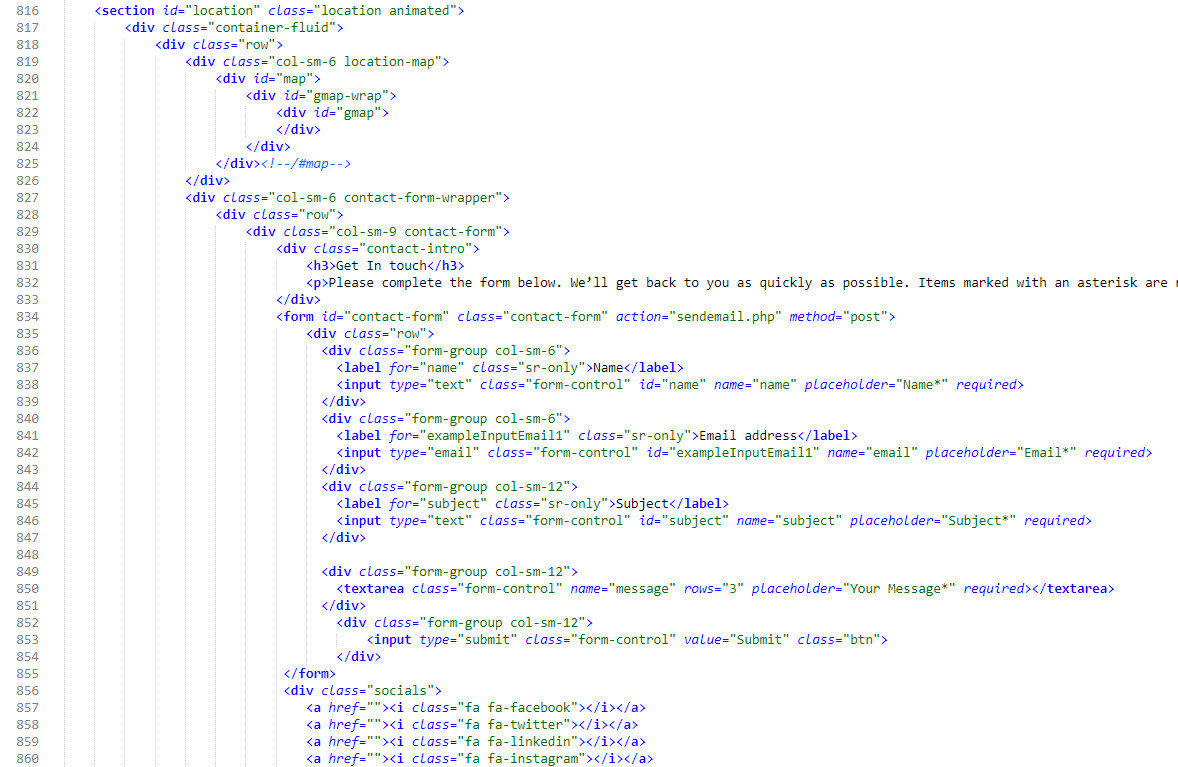 816 <section id="location" class="location animated">
817 <div class="container-fluid">
818 <div class="row">
819 <div class="col-sm-6 location-map">
820 <div id="map">
821 <div id="gmap-wrap">
822 <div id="gmap">
823 </div>
824 </div>
825 </div><!--/#map-->
826 </div>
827 <div class="col-sm-6 contact-form-wrapper">
828 <div class="row">
829 <div class="col-sm-9 contact-form">
830 <div class="contact-intro">
831 <h3>Get In touch</h3>
832 <p>Please complete the form below. We’ll get back to you as quickly as possible. Items marked with an asterisk are
833 </div>
834 <form id="contact-form" class="contact-form" action="sendemail.php" method="post">
835 <div class="row">
836 <div class="form-group col-sm-6">
837 <label for="name" class="sr-only">Name</label>
838 <input type="text" class="form-control" id="name" name="name" placeholder="Name*" required>
839 </div>
840 <div class="form-group col-sm-6">
841 <label for="exampleInputEmail1" class="sr-only">Email address</label>
842 <input type="email" class="form-control" id="exampleInputEmail1" name="email" placeholder="Email*" required>
843 </div>
844 <div class="form-group col-sm-12">
845 <label for="subject" class="sr-only">Subject</label>
846 <input type="text" class="form-control" id="subject" name="subject" placeholder="Subject*" required>
847 </div>
848
849 <div class="form-group col-sm-12">
850 <textarea class="form-control" name="message" rows="3" placeholder="Your Message*" required></textarea>
851 </div>
852 <div class="form-group col-sm-12">
853 <input type="submit" class="form-control" value="Submit" class="btn">
854 </div>
855 </form>
856 <div class="socials">
857 <a href=""><i class="fa fa-facebook"></i></a>
858 <a href=""><i class="fa fa-twitter"></i></a>
859 <a href=""><i class="fa fa-linkedin"></i></a>
860 <a href=""><i class="fa fa-instagram"></i></a>